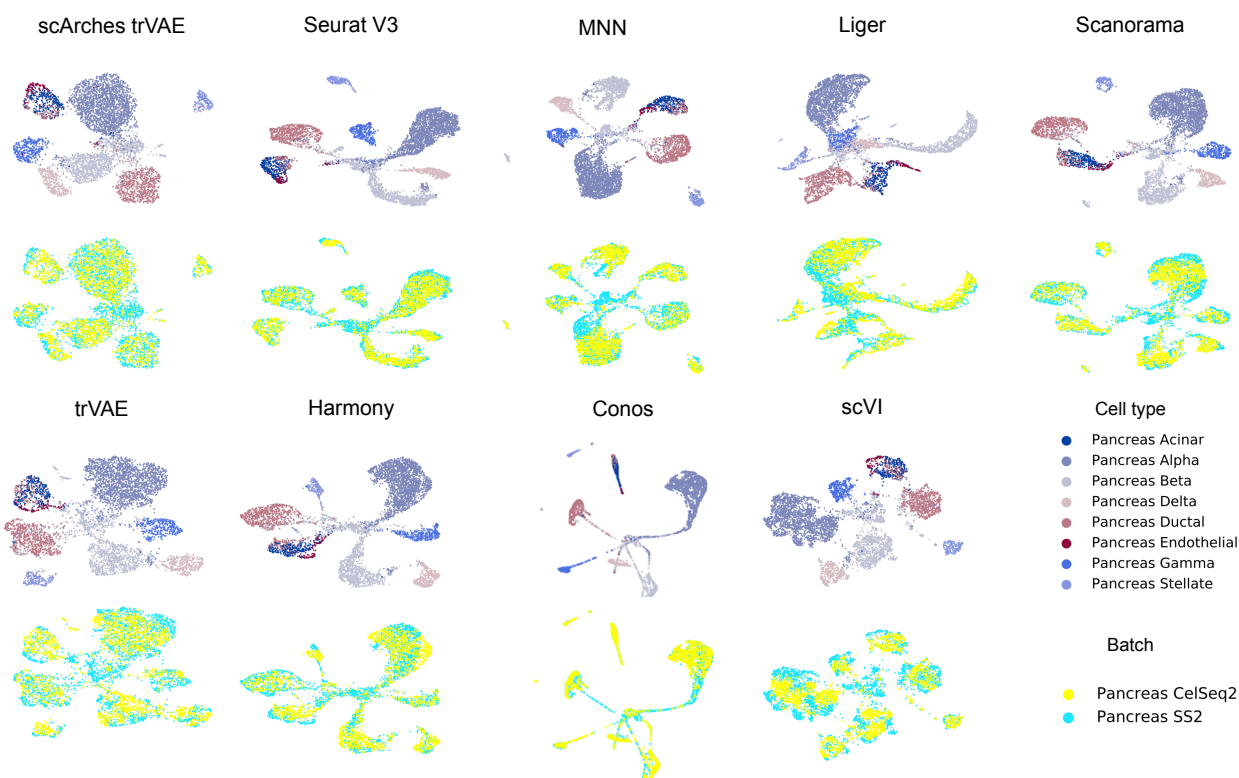 scArches trVAE
Seurat V3
MNN
Liger
Scanorama
trVAE
Harmony
Conos
scVI
Cell type
Pancreas Acinar
Pancreas Alpha
Pancreas Beta
Pancreas Delta
Pancreas Ductal
Pancreas Endothelial
Pancreas Gamma
Pancreas Stellate
Batch
Pancreas CelSeq2
Pancreas SS2